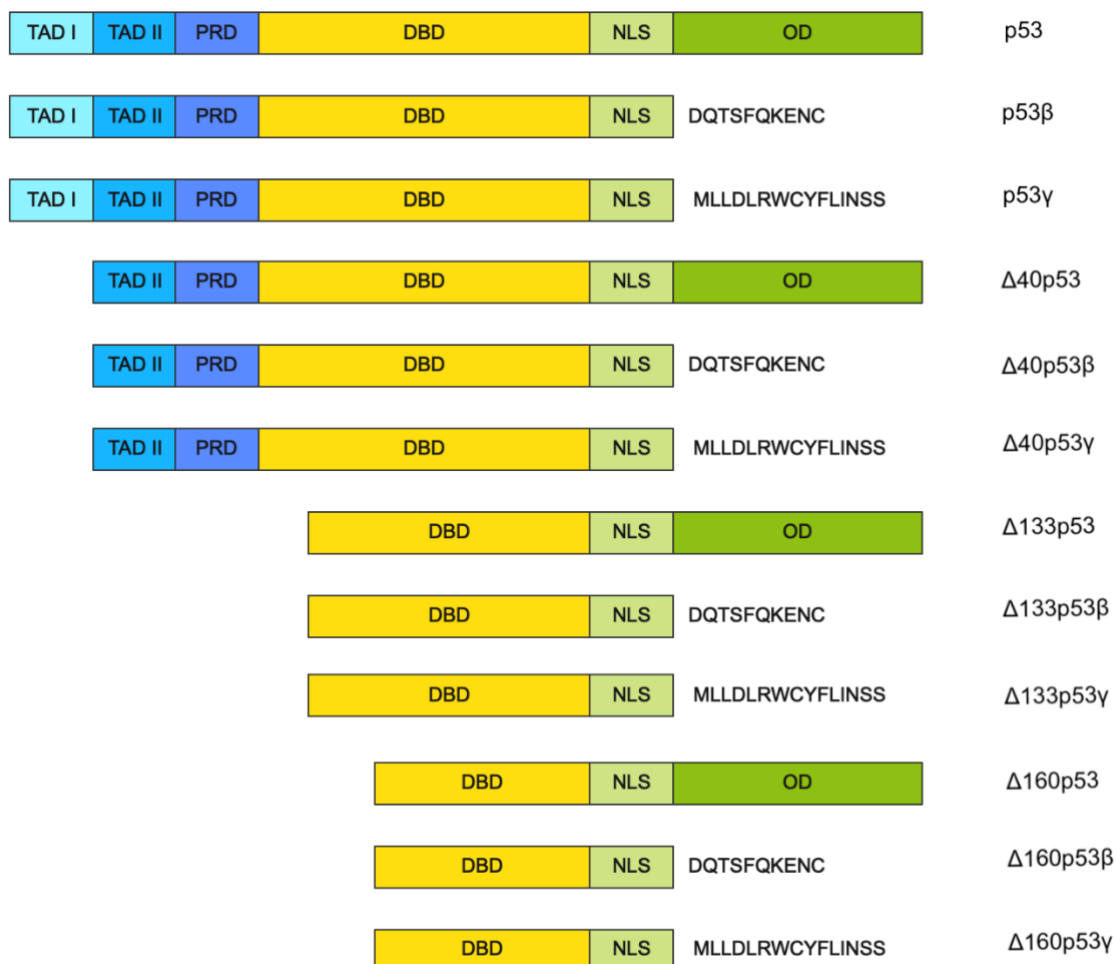 TAD I TAD II PRD DBD NLS OD p53
TAD I TAD II PRD DBD NLS DQTSFQKENC p53β
TAD I TAD II PRD DBD NLS MLLDLRWCYFLINSS p53γ
TAD II PRD DBD NLS OD Δ40p53
TAD II PRD DBD NLS DQTSFQKENC Δ40p53β
TAD II PRD DBD NLS MLLDLRWCYFLINSS Δ40p53γ
DBD NLS OD Δ133p53
DBD NLS DQTSFQKENC Δ133p53β
DBD NLS MLLDLRWCYFLINSS Δ133p53γ
DBD NLS OD Δ160p53
DBD NLS DQTSFQKENC Δ160p53β
DBD NLS MLLDLRWCYFLINSS Δ160p53γ